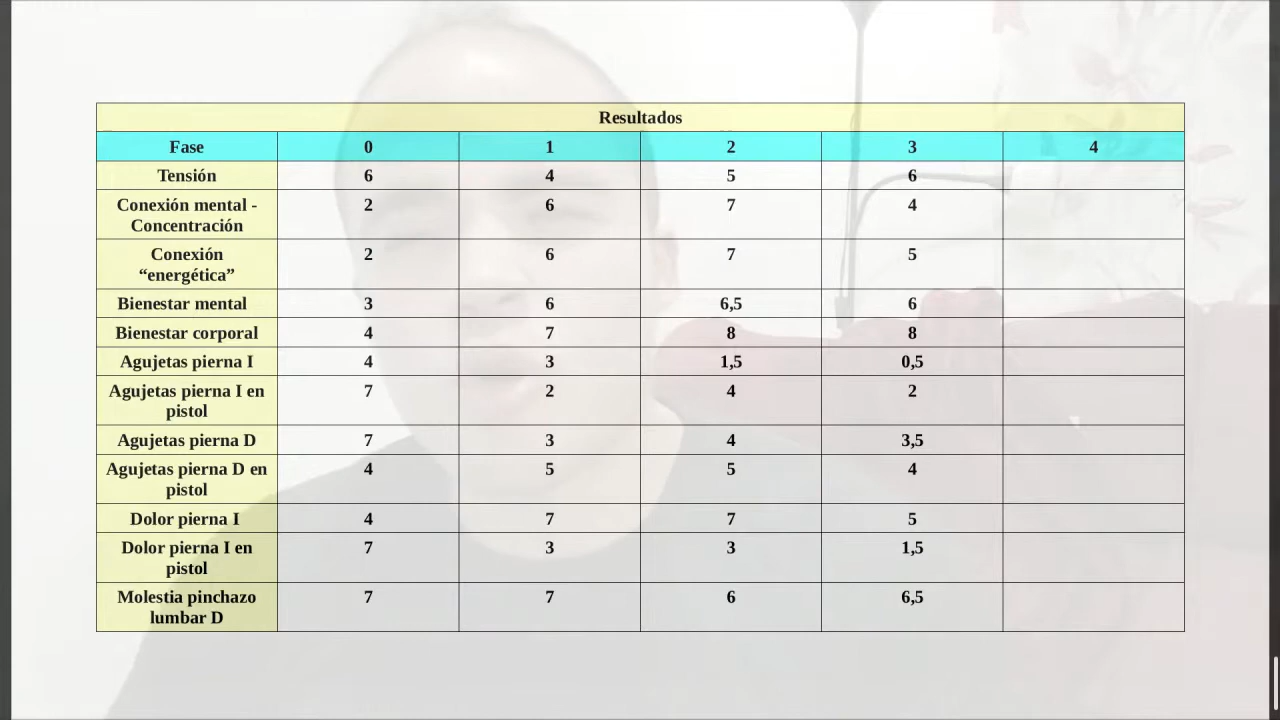 Resultados
Fase 0 1 2 3 4
Tensión 6 4 5 6
Conexión mental - 2 6 7 4
Concentración
Conexión 2 6 7 5
“energética”
Bienestar mental 3 6 6,5 6
Bienestar corporal 4 7 8 8
Agujetas pierna I 4 3 1,5 0,5
Agujetas pierna I en 7 2 4 2
pistol
Agujetas pierna D 7 3 4 3,5
Agujetas pierna D en 4 5 5 4
pistol
Dolor pierna I 4 7 7 5
Dolor pierna I en 7 3 3 1,5
pistol
Molestia pinchazo 7 7 6 6,5
lumbar D